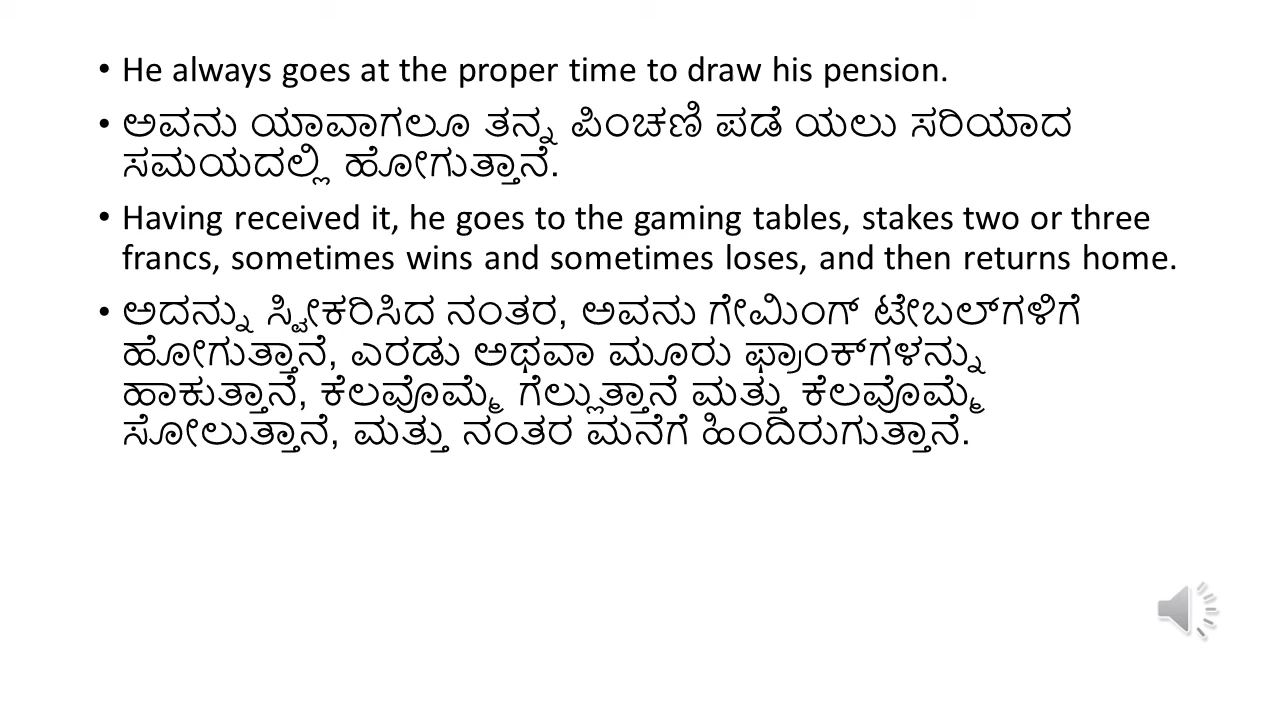 • He always goes at the proper time to draw his pension.
• ಅವನು ಯಾವಾಗಲೂ ತನ್ನ ಪಿಂಚಣಿ ಪಡೆ ಯಲು ಸರಿಯಾದ
ಸಮಯದಲ್ಲಿ ಹೋಗುತ್ತಾನೆ.
• Having received it, he goes to the gaming tables, stakes two or three
francs, sometimes wins and sometimes loses, and then returns home.
• ಅದನ್ನು ಸ್ವೀಕರಿಸಿದ ನಂತರ, ಅವನು ಗೇಮಿಂಗ್ ಟೇಬಲ್‌ಗಳಿಗೆ
ಹೋಗುತ್ತಾನೆ, ಎರಡು ಅಥವಾ ಮೂರು ಫ್ರಾಂಕ್‌ಗಳನ್ನು
ಹಾಕುತ್ತಾನೆ, ಕೆಲವೊಮ್ಮೆ ಗೆಲ್ಲುತ್ತಾನೆ ಮತ್ತು ಕೆಲವೊಮ್ಮೆ
ಸೋಲುತ್ತಾನೆ, ಮತ್ತು ನಂತರ ಮನೆಗೆ ಹಿಂದಿರುಗುತ್ತಾನೆ.